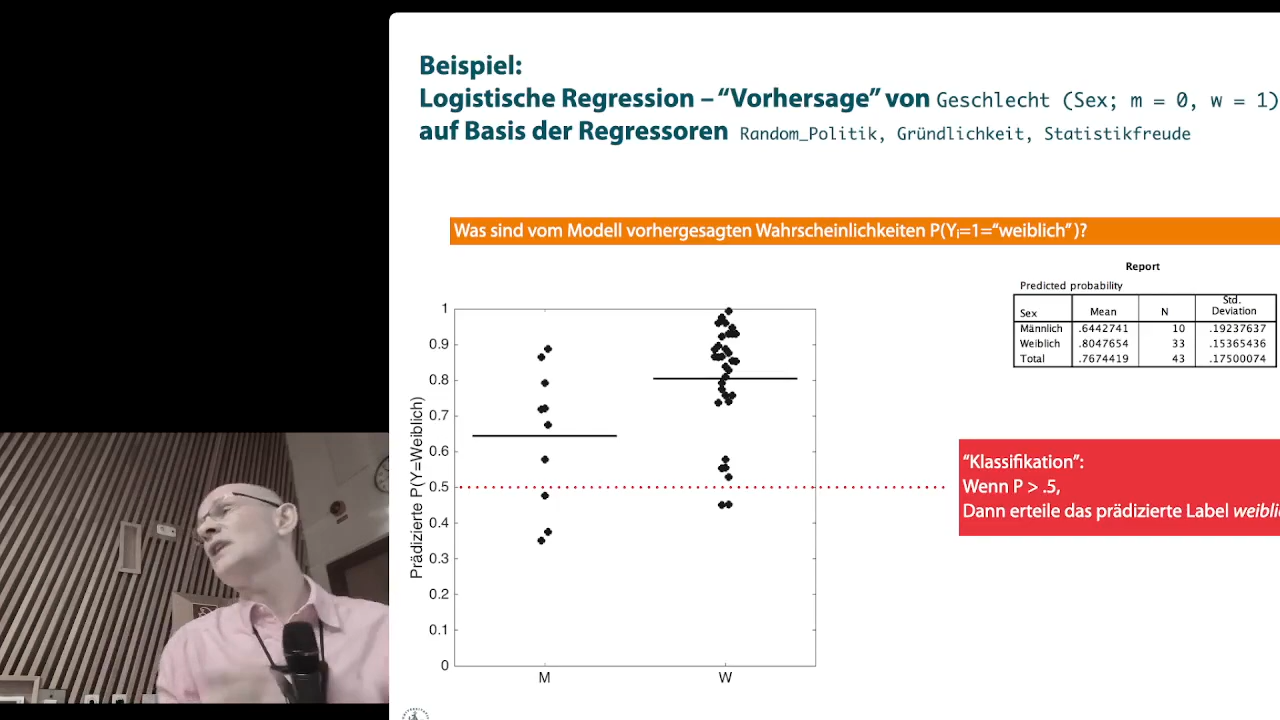 Beispiel:
Logistische Regression – “Vorhersage” von Geschlecht (Sex; m = 0, w = 1)
auf Basis der Regressoren Random_Politik, Gründlichkeit, Statistikfreude
Was sind vom Modell vorhergesagten Wahrscheinlichkeiten P(Yᵢ=1=“weiblich”)?
Report
Predicted probability
Sex Mean N Std. Deviation
Männlich .6442741 10 .19237637
Weiblich .8047654 33 .15365436
Total .7674419 43 .17500074
Prädizierte P(Y=Weiblich)
1
0.9
0.8
0.7
0.6
0.5
0.4
0.3
0.2
0.1
0
M W
“Klassifikation”:
Wenn P > .5,
Dann erteile das prädizierte Label